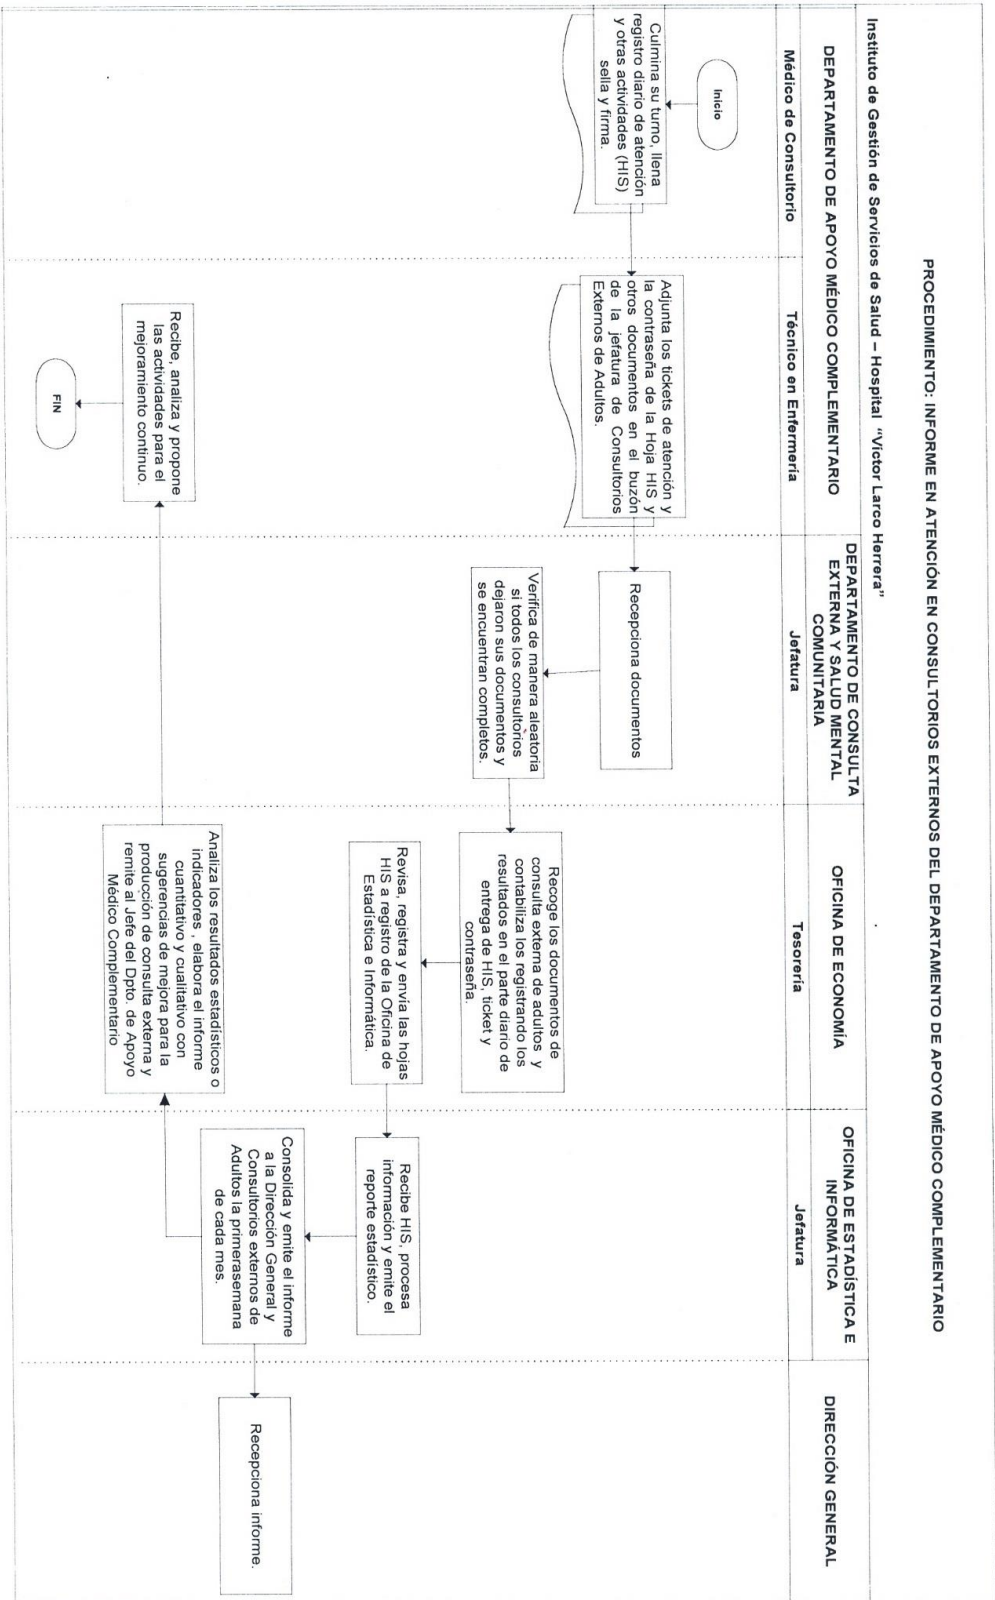 PROCEDIMIENTO: INFORME EN ATENCIÓN EN CONSULTORIOS EXTERNOS DEL DEPARTAMENTO DE APOYO MÉDICO COMPLEMENTARIO
Instituto de Gestión de Servicios de Salud – Hospital "Victor Larco Herrera"
DEPARTAMENTO DE APOYO MÉDICO COMPLEMENTARIO
DEPARTAMENTO DE CONSULTA
EXTERNA Y SALUD MENTAL
COMUNITARIA
OFICINA DE ECONOMÍA
OFICINA DE ESTADÍSTICA E
INFORMÁTICA
DIRECCIÓN GENERAL
Médico de Consultorio
Técnico en Enfermería
Jefatura
Tesorería
Jefatura
Inicio
Culmina su turno, llena
registro diario de atención
y otras actividades (HIS)
sella y firma.
Adjunta los tickets de atención y
la contraseña de la Hoja HIS y
otros documentos en el buzón
de la jefatura de Consultorios
Externos de Adultos.
Recepciona documentos
Verifica de manera aleatoria
si todos los consultorios
dejaron sus documentos y
se encuentran completos.
Recoge los documentos de
consulta externa de adultos y
contabiliza los registrando los
resultados en el parte diario de
entrega de HIS, ticket y
contraseña.
Revisa, registra y envía las hojas
HIS a registro de la Oficina de
Estadística e Informática.
Recibe HIS, procesa
información y emite el
reporte estadístico.
Consolida y emite el informe
a la Dirección General y
Consultorios externos de
Adultos la primerasemana
de cada mes.
Recepciona informe.
Analiza los resultados estadísticos o
indicadores , elabora el informe
cuantitativo y cualitativo con
sugerencias de mejora para la
producción de consulta externa y
remite al Jefe del Dpto. de Apoyo
Médico Complementario
Recibe, analiza y propone
las actividades para el
mejoramiento continuo.
FIN